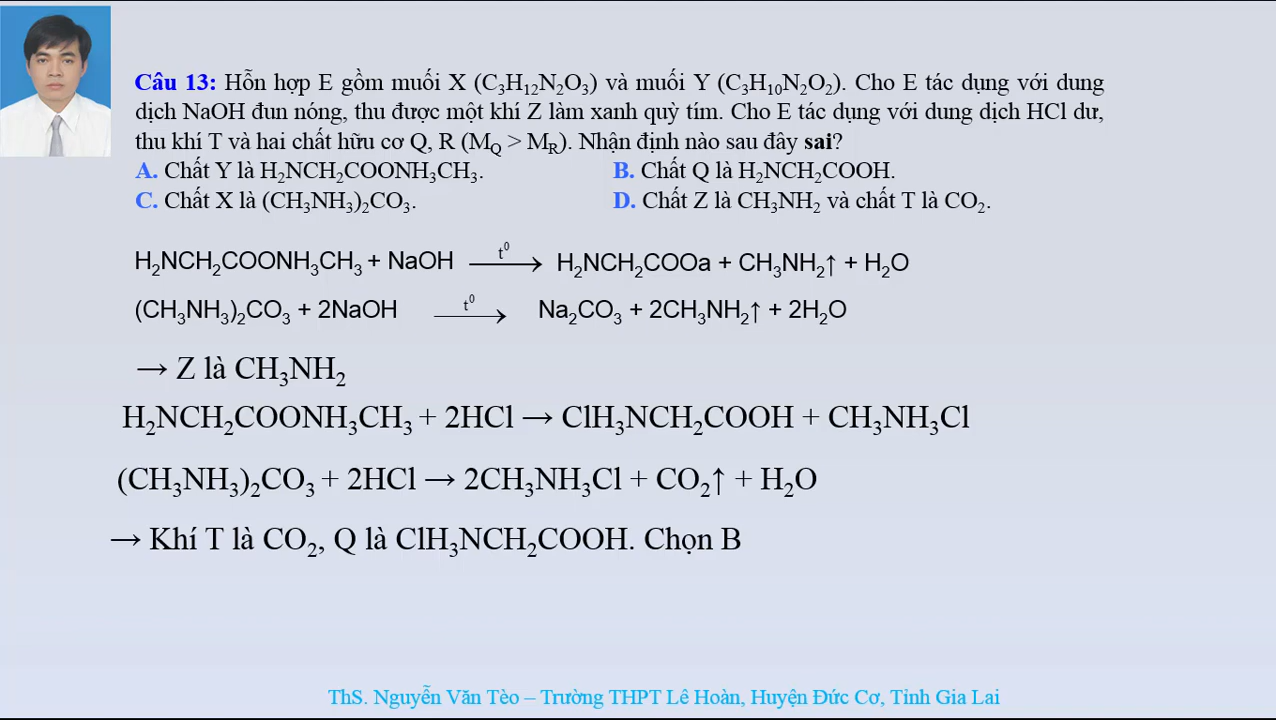 Câu 13: Hỗn hợp E gồm muối X (C₃H₁₂N₂O₃) và muối Y (C₃H₁₀N₂O₂). Cho E tác dụng với dung
dịch NaOH đun nóng, thu được một khí Z làm xanh quỳ tím. Cho E tác dụng với dung dịch HCl dư,
thu khí T và hai chất hữu cơ Q, R (M_Q > M_R). Nhận định nào sau đây sai?
A. Chất Y là H₂NCH₂COONH₃CH₃. B. Chất Q là H₂NCH₂COOH.
C. Chất X là (CH₃NH₃)₂CO₃. D. Chất Z là CH₃NH₂ và chất T là CO₂.
H₂NCH₂COONH₃CH₃ + NaOH —t⁰→ H₂NCH₂COOa + CH₃NH₂↑ + H₂O
(CH₃NH₃)₂CO₃ + 2NaOH —t⁰→ Na₂CO₃ + 2CH₃NH₂↑ + 2H₂O
→ Z là CH₃NH₂
H₂NCH₂COONH₃CH₃ + 2HCl → ClH₃NCH₂COOH + CH₃NH₃Cl
(CH₃NH₃)₂CO₃ + 2HCl → 2CH₃NH₃Cl + CO₂↑ + H₂O
→ Khí T là CO₂, Q là ClH₃NCH₂COOH. Chọn B
ThS. Nguyễn Văn Tèo – Trường THPT Lê Hoàn, Huyện Đức Cơ, Tỉnh Gia Lai